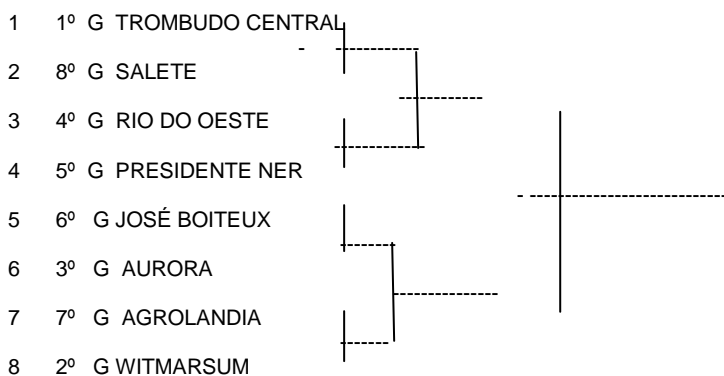 1 1º G TROMBUDO CENTRAL
2 8º G SALETE
3 4º G RIO DO OESTE
4 5º G PRESIDENTE NER
5 6º G JOSÉ BOITEUX
6 3º G AURORA
7 7º G AGROLANDIA
8 2º G WITMARSUM